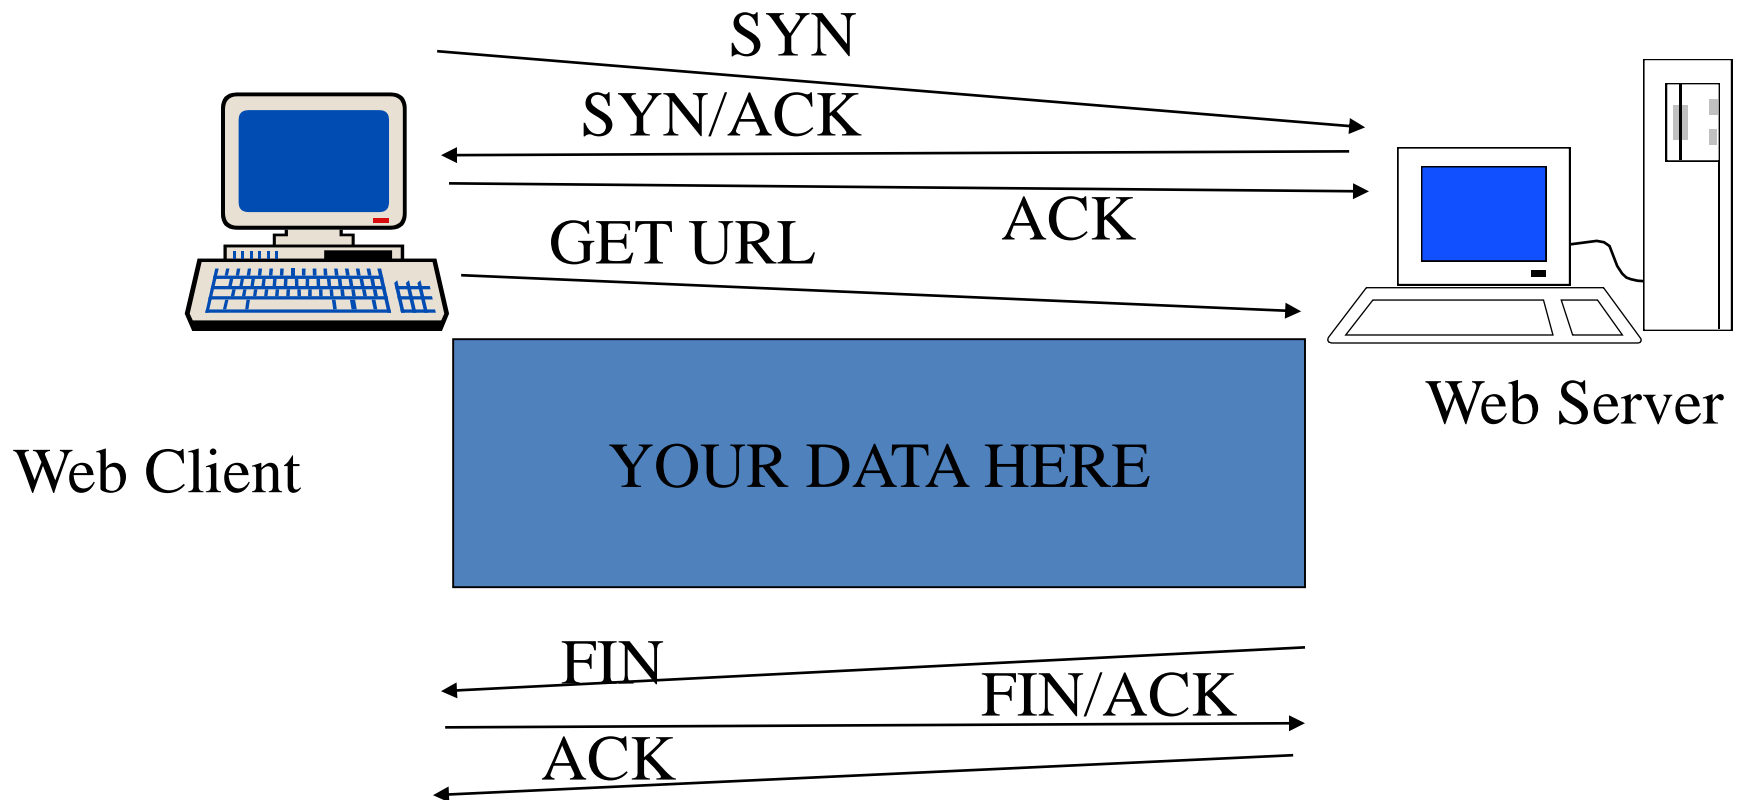 SYN
SYN/ACK
ACK
GET URL
Web Server
YOUR DATA HERE
Web Client
FIN
FIN/ACK
ACK